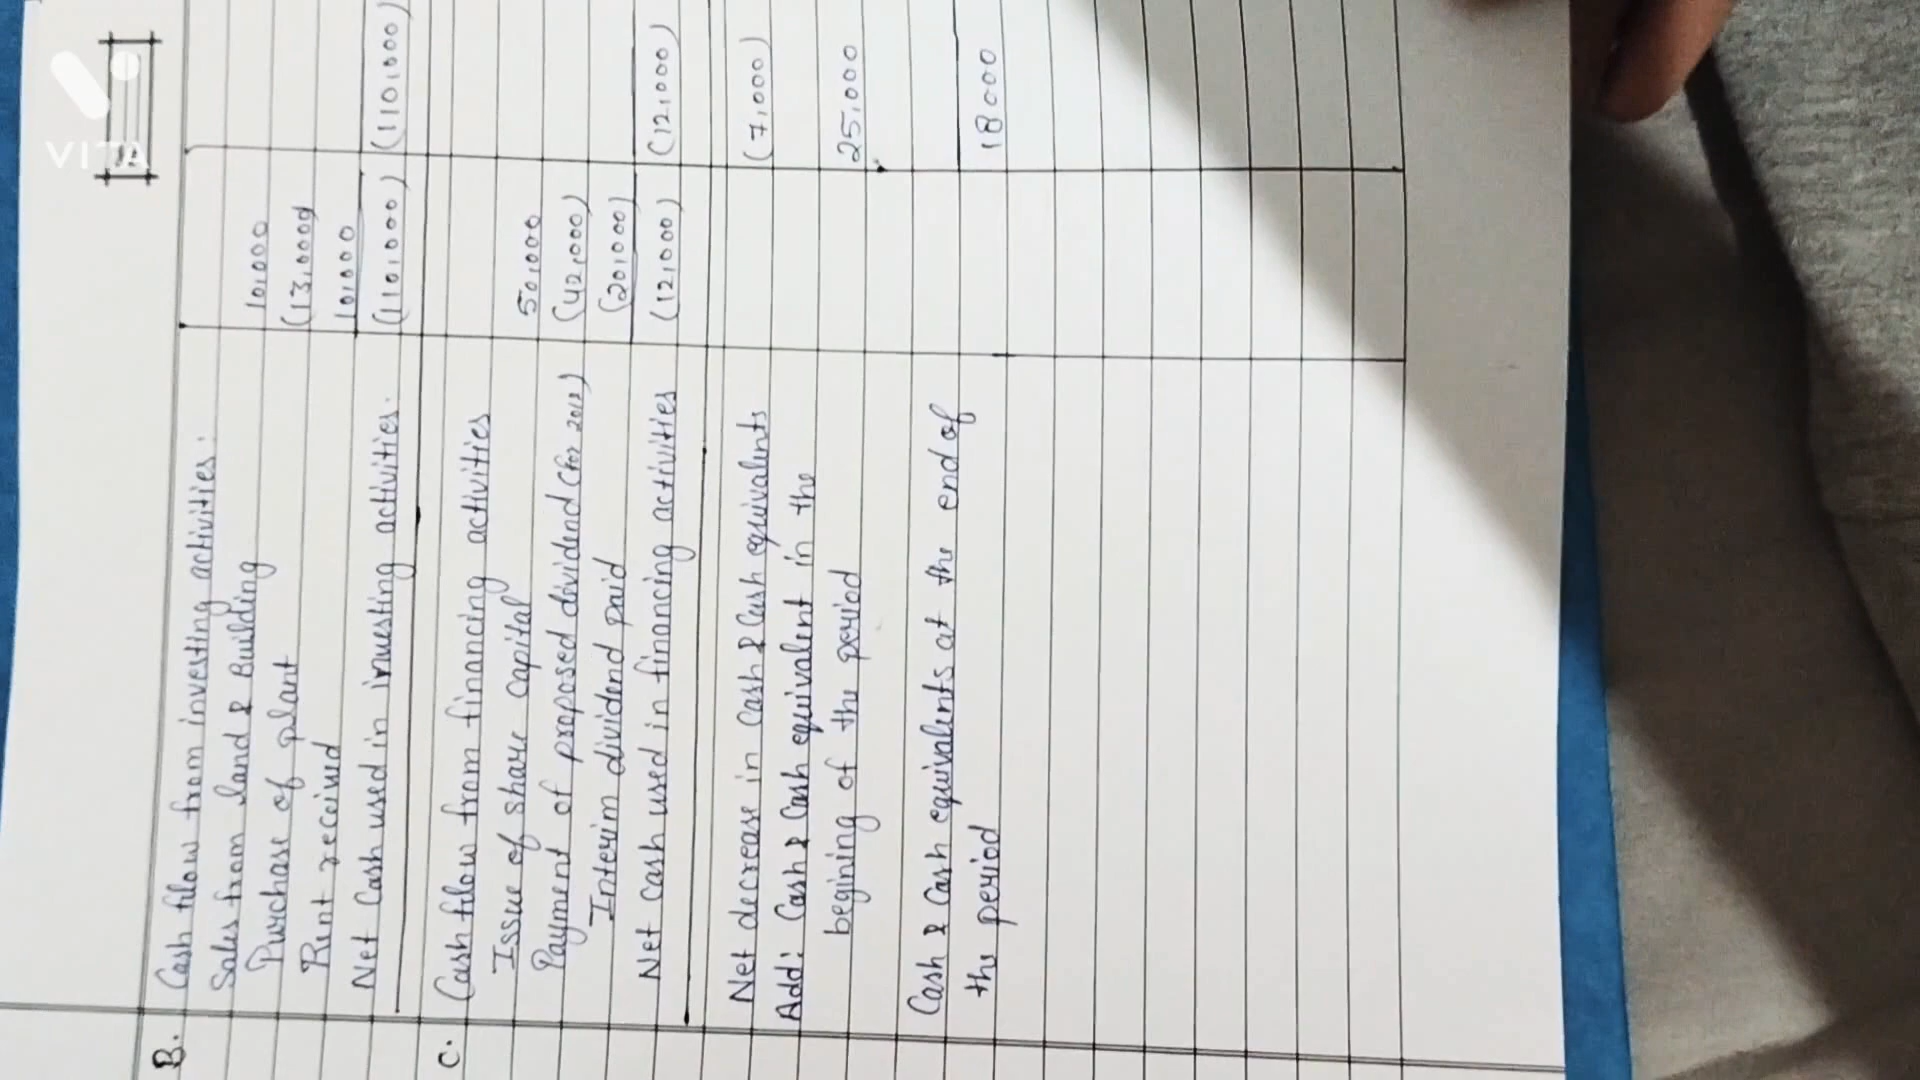 VITA
B. Cash flow from investing activities:
Sales from land & Building 10,000
Purchase of plant
Rent received 10,000
Net Cash used in investing activities. (110,000) (110,000)
C. Cash flow from financing activities
Issue of share capital 50,000
Payment of proposed dividend (for 2018) (42,000)
Interim dividend paid (20,000)
Net cash used in financing activities (12,000) (12,000)
Net decrease in Cash & Cash equivalents (7,000)
Add: Cash & Cash equivalent in the
begining of the period 25,000
Cash & Cash equivalents at the end of
the period 18000